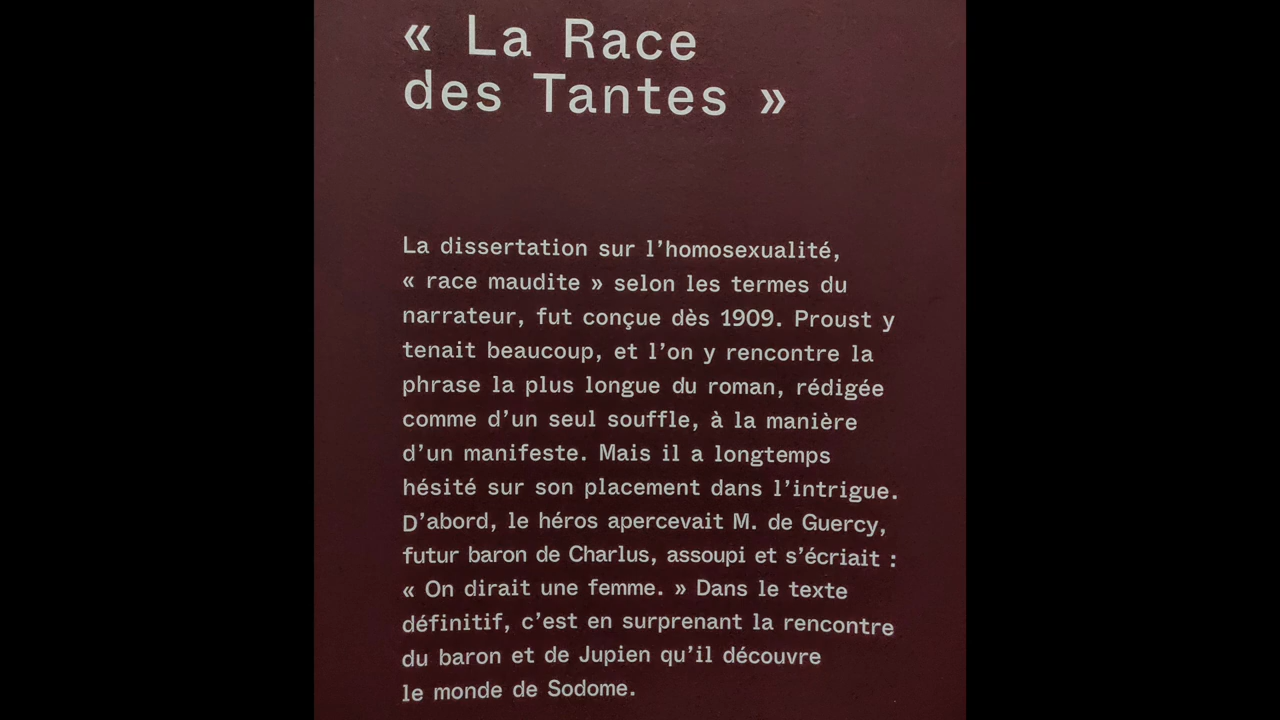 « La Race
des Tantes »
La dissertation sur l’homosexualité,
« race maudite » selon les termes du
narrateur, fut conçue dès 1909. Proust y
tenait beaucoup, et l’on y rencontre la
phrase la plus longue du roman, rédigée
comme d’un seul souffle, à la manière
d’un manifeste. Mais il a longtemps
hésité sur son placement dans l’intrigue.
D’abord, le héros apercevait M. de Guercy,
futur baron de Charlus, assoupi et s’écriait :
« On dirait une femme. » Dans le texte
définitif, c’est en surprenant la rencontre
du baron et de Jupien qu’il découvre
le monde de Sodome.